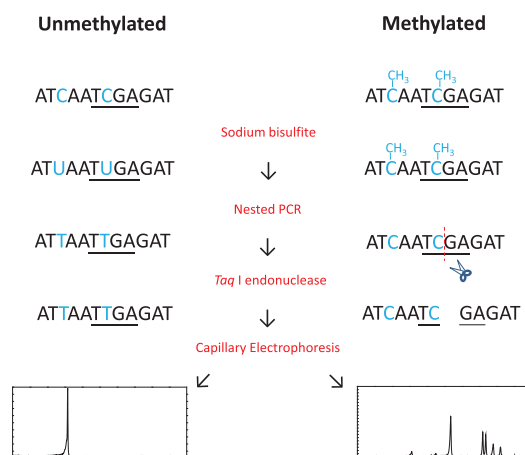 Unmethylated Methylated
CH3 CH3
ATCAATCGAGAT ATCAATCGAGAT
Sodium bisulfite
CH3 CH3
ATUAATUGAGAT ATCAATCGAGAT
Nested PCR
ATTAATTGAGAT ATCAATCGAGAT
Taq I endonuclease
ATTAATTGAGAT ATCAATC GAGAT
Capillary Electrophoresis